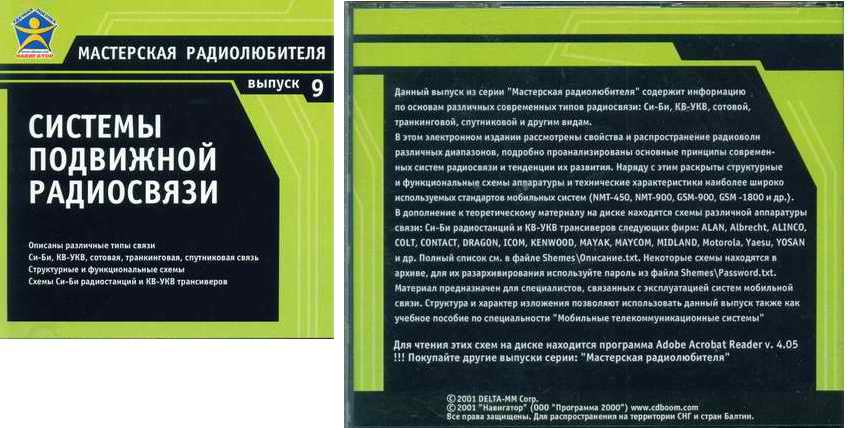 НАВИГАТОР
МАСТЕРСКАЯ РАДИОЛЮБИТЕЛЯ
выпуск 9
СИСТЕМЫ
ПОДВИЖНОЙ
РАДИОСВЯЗИ
Описаны различные типы связи
Си-Би, КВ-УКВ, сотовая, транкинговая, спутниковая связь
Структурные и функциональные схемы
Схемы Си-Би радиостанций и КВ-УКВ трансиверов
Данный выпуск из серии "Мастерская радиолюбителя" содержит информацию
по основам различных современных типов радиосвязи: Си-Би, КВ-УКВ, сотовой,
транкинговой, спутниковой и другим видам.
В этом электронном издании рассмотрены свойства и распространение радиоволн
различных диапазонов, подробно проанализированы основные принципы современ-
ных систем радиосвязи и тенденции их развития. Наряду с этим раскрыты структурные
и функциональные схемы аппаратуры и технические характеристики наиболее широко
используемых стандартов мобильных систем (NMT-450, NMT-900, GSM-900, GSM -1800 и др.).
В дополнение к теоретическому материалу на диске находятся схемы различной аппаратуры
связи: Си-Би радиостанций и КВ-УКВ трансиверов следующих фирм: ALAN, Albrecht, ALINCO,
COLT, CONTACT, DRAGON, ICOM, KENWOOD, MAYAK, MAYCOM, MIDLAND, Motorola, Yaesu, YOSAN
и др. Полный список см. в файле Shemes\Описание.txt. Некоторые схемы находятся в
архиве, для их разархивирования используйте пароль из файла Shemes\Password.txt.
Материал предназначен для специалистов, связанных с эксплуатацией систем мобильной
связи. Структура и характер изложения позволяют использовать данный выпуск также как
учебное пособие по специальности "Мобильные телекоммуникационные системы"
Для чтения этих схем на диске находится программа Adobe Acrobat Reader v. 4.05
!!! Покупайте другие выпуски серии: "Мастерская радиолюбителя"
© 2001 DELTA-MM Corp.
© 2001 "Навигатор" (ООО "Программа 2000") www.cdboom.com
Все права защищены. Для распространения на территории СНГ и стран Балтии.